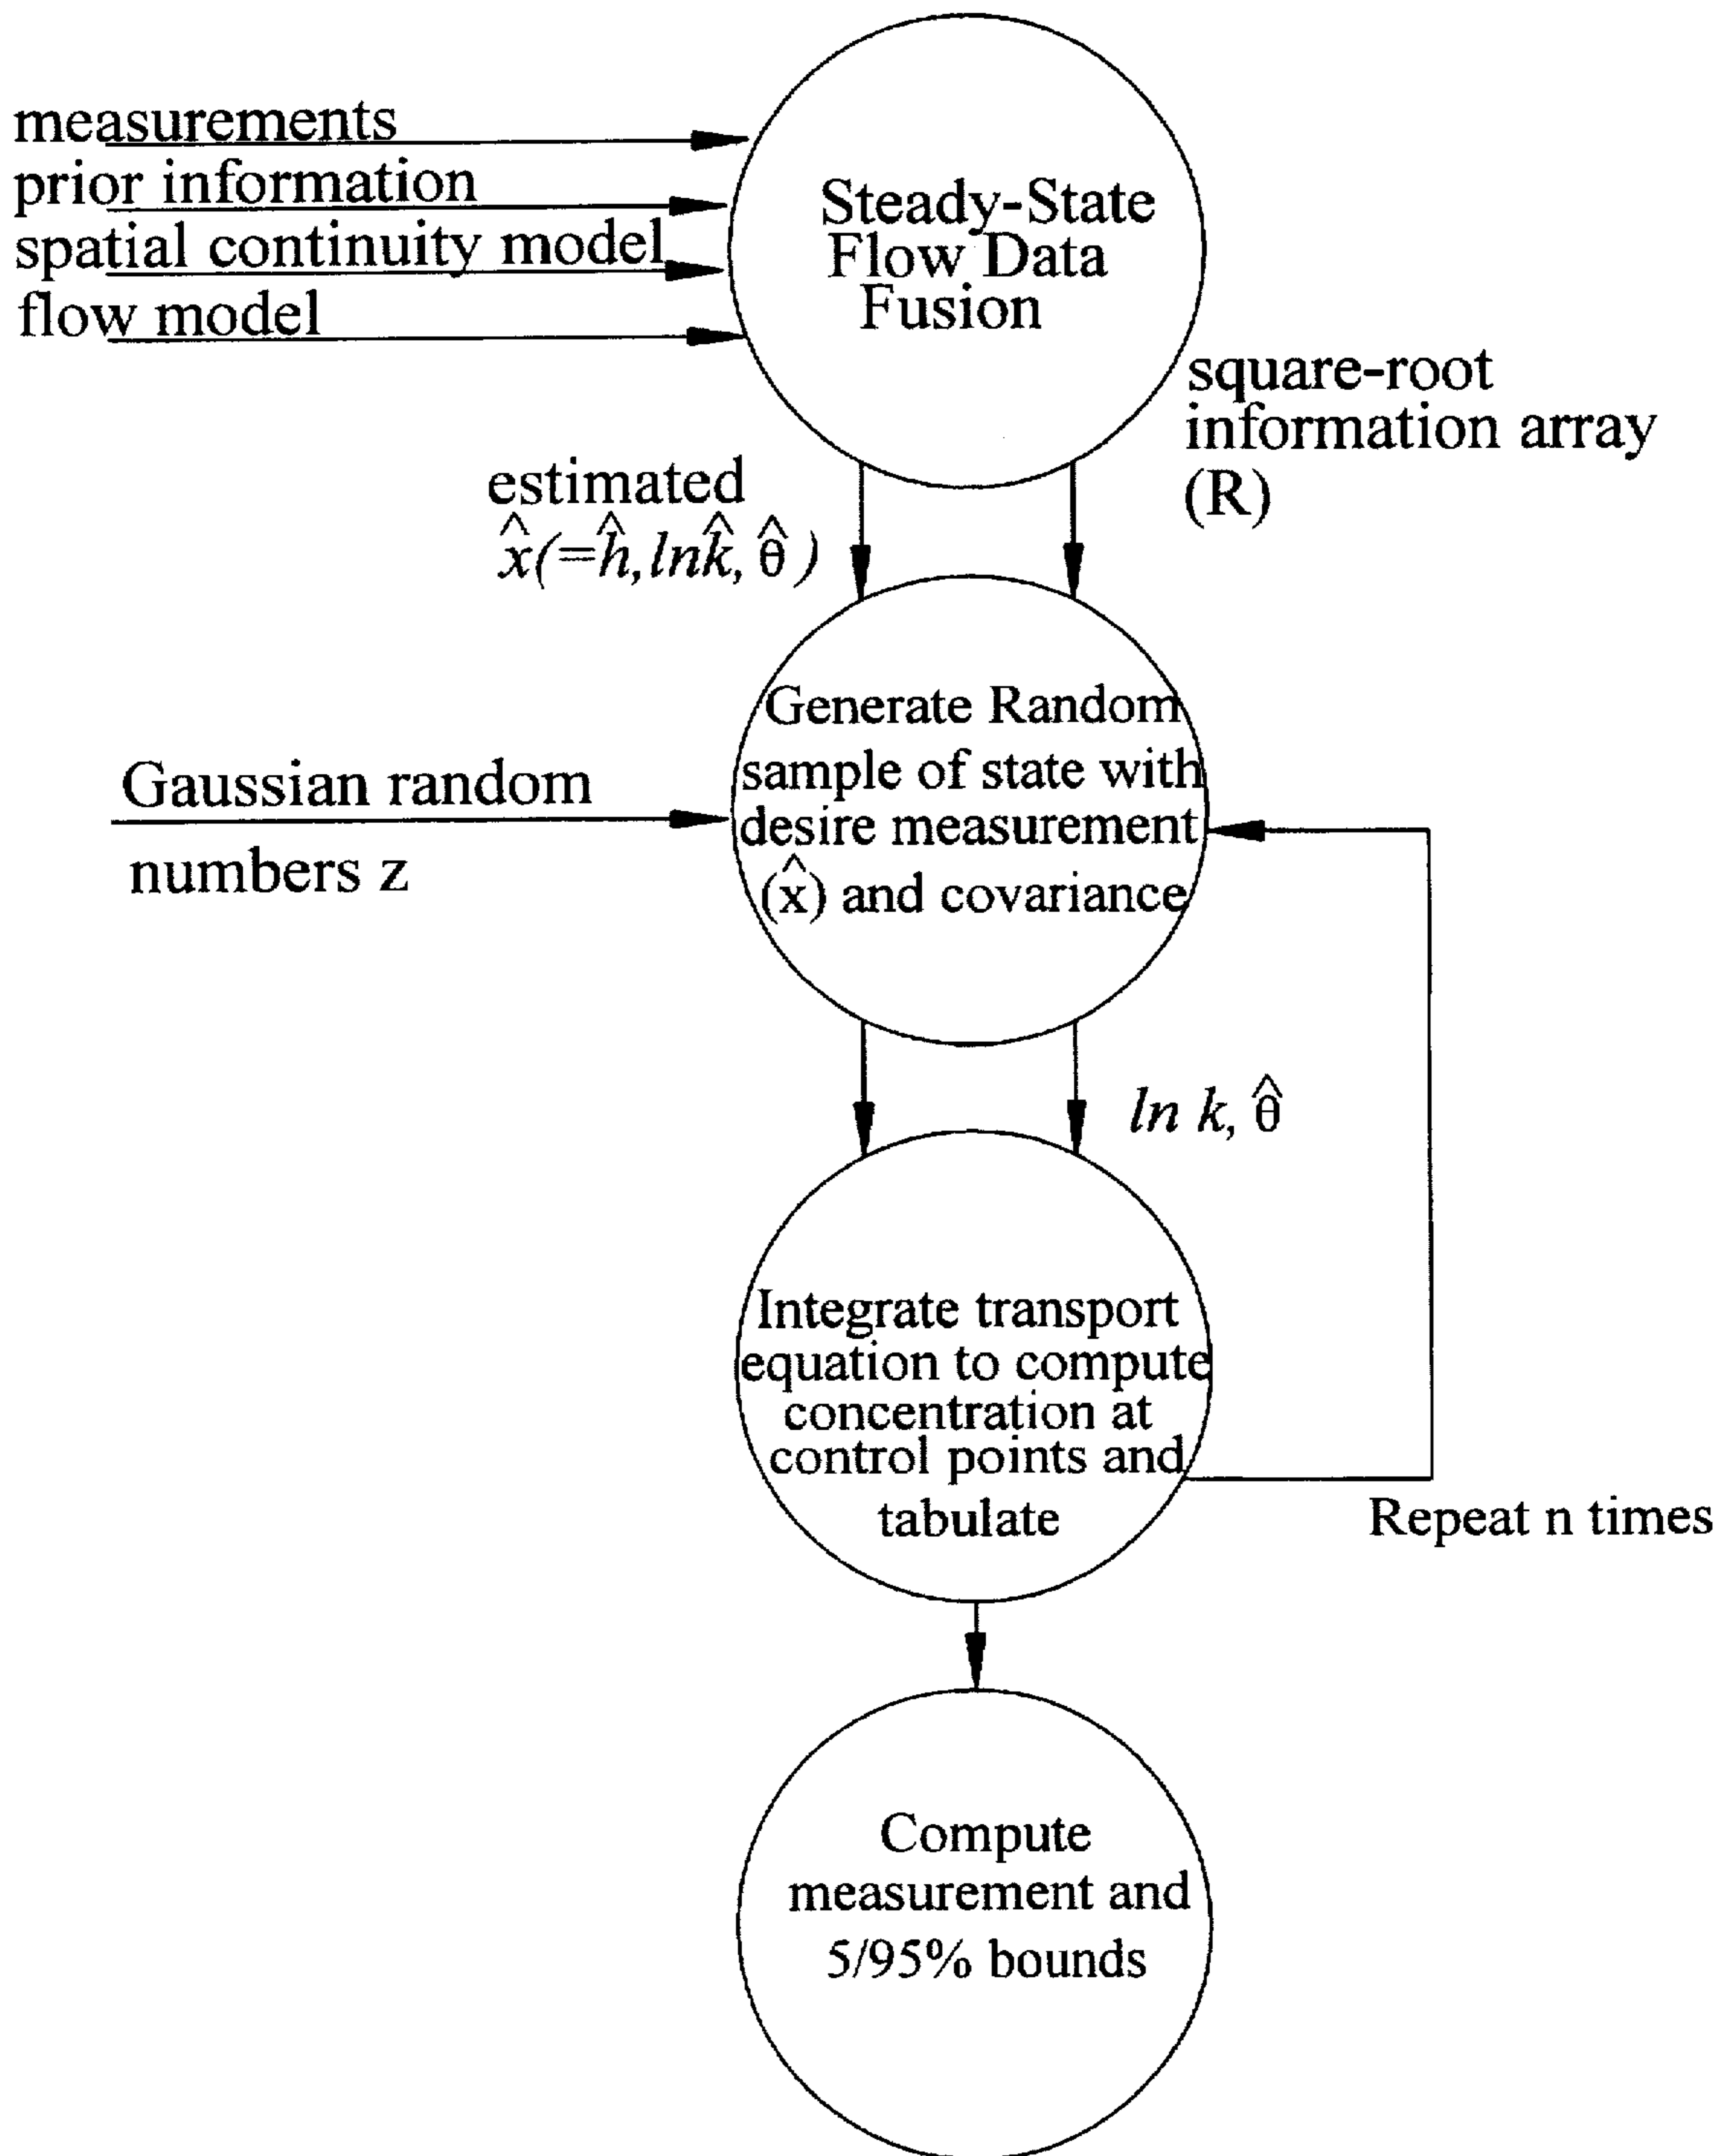 measurements
prior information
spatial continuity model
flow model
Steady-State
Flow Data
Fusion
square-root
information array
(R)
estimated
x̂(=ĥ,lnk̂, θ̂ )
Generate Random
sample of state with
desire measurement
(x̂) and covariance
Gaussian random
numbers z
ln k, θ̂
Integrate transport
equation to compute
concentration at
control points and
tabulate
Repeat n times
Compute
measurement and
5/95% bounds